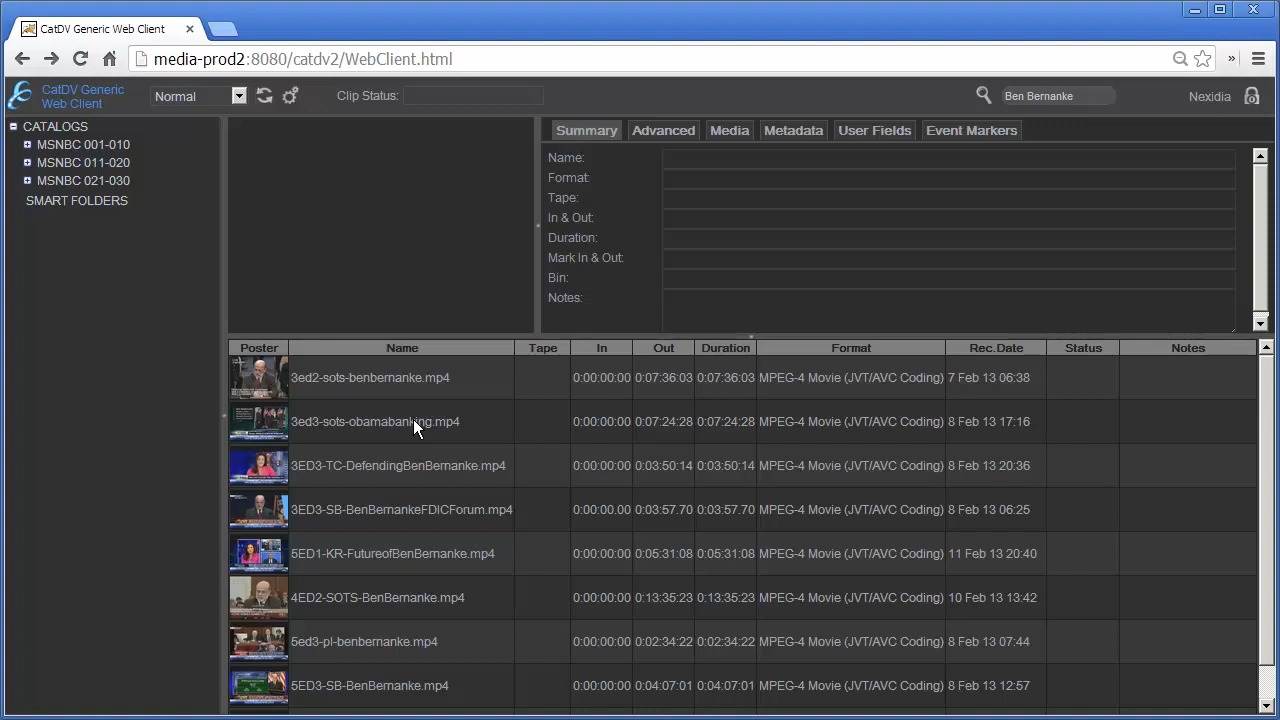 CatDV Generic Web Client
media-prod2:8080/catdv2/WebClient.html
CatDV Generic
Web Client
Normal
Clip Status:
Ben Bernanke
Nexidia
CATALOGS
MSNBC 001-010
MSNBC 011-020
MSNBC 021-030
SMART FOLDERS
Summary Advanced Media Metadata User Fields Event Markers
Name:
Format:
Tape:
In & Out:
Duration:
Mark In & Out:
Bin:
Notes:
Poster Name Tape In Out Duration Format Rec.Date Status Notes
3ed2-sots-benbernanke.mp4 0:00:00:00 0:07:36:03 0:07:36:03 MPEG-4 Movie (JVT/AVC Coding) 7 Feb 13 06:38
3ed3-sots-obamabanking.mp4 0:00:00:00 0:07:24:28 0:07:24:28 MPEG-4 Movie (JVT/AVC Coding) 8 Feb 13 17:16
3ED3-TC-DefendingBenBernanke.mp4 0:00:00:00 0:03:50:14 0:03:50:14 MPEG-4 Movie (JVT/AVC Coding) 8 Feb 13 20:36
3ED3-SB-BenBernankeFDICForum.mp4 0:00:00:00 0:03:57.70 0:03:57.70 MPEG-4 Movie (JVT/AVC Coding) 8 Feb 13 06:25
5ED1-KR-FutureofBenBernanke.mp4 0:00:00:00 0:05:31:08 0:05:31:08 MPEG-4 Movie (JVT/AVC Coding) 11 Feb 13 20:40
4ED2-SOTS-BenBernanke.mp4 0:00:00:00 0:13:35:23 0:13:35:23 MPEG-4 Movie (JVT/AVC Coding) 10 Feb 13 13:42
5ed3-pl-benbernanke.mp4 0:00:00:00 0:02:34:22 0:02:34:22 MPEG-4 Movie (JVT/AVC Coding) 8 Feb 13 07:44
5ED3-SB-BenBernanke.mp4 0:00:00:00 0:04:07:01 0:04:07:01 MPEG-4 Movie (JVT/AVC Coding) 8 Feb 13 12:57